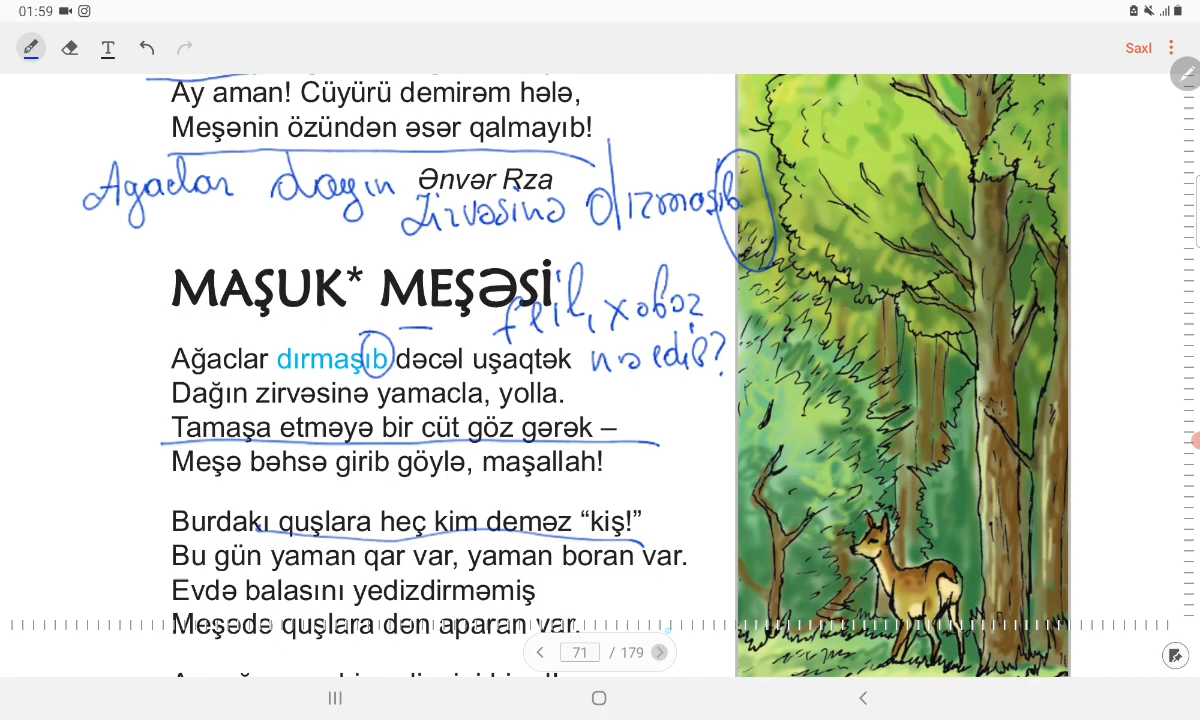 01:59
Saxl
Ay aman! Cüyürü demirəm hələ,
Meşənin özündən əsər qalmayıb!
Ənvər Rza
Agaclar dagın zirvəsinə dırmaşıb
MAŞUK* MEŞƏSİ
feil, xəbər
nə edib?
Ağaclar dırmaşıb dəcəl uşaqtək
Dağın zirvəsinə yamacla, yolla.
Tamaşa etməyə bir cüt göz gərək –
Meşə bəhsə girib göylə, maşallah!
Burdakı quşlara heç kim deməz “kiş!”
Bu gün yaman qar var, yaman boran var.
Evdə balasını yedizdirməmiş
Meşədə quşlara dən aparan var.
71 / 179